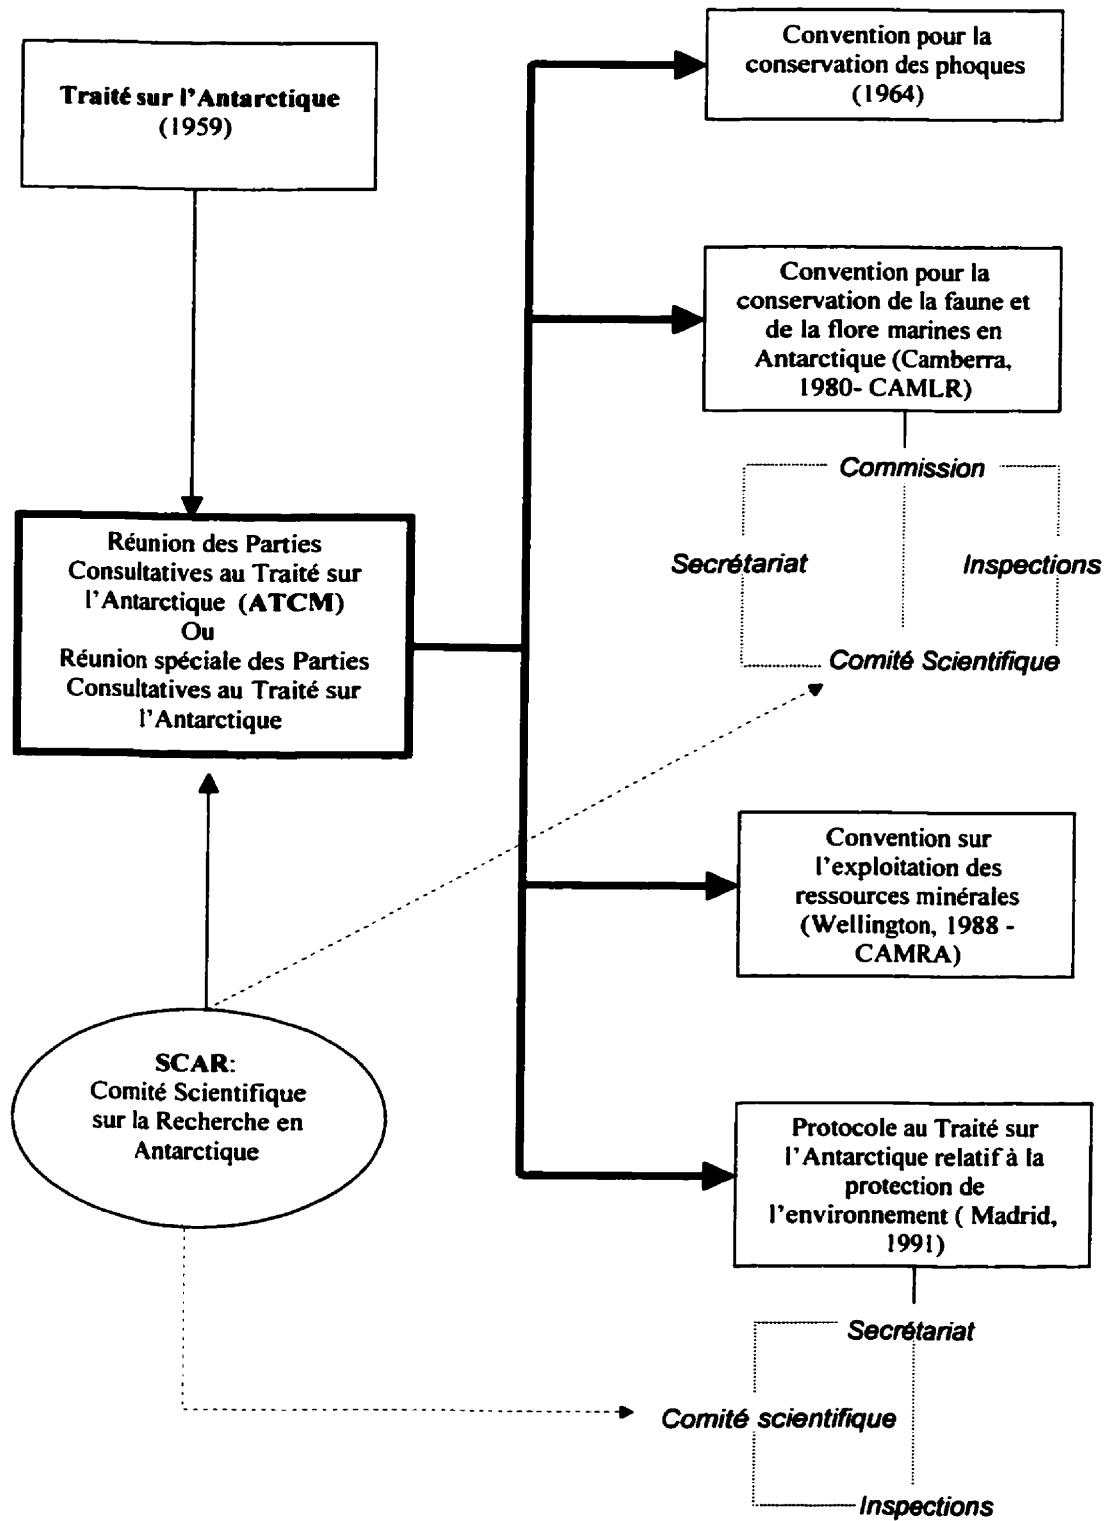 Traité sur l'Antarctique
(1959)
Convention pour la
conservation des phoques
(1964)
Convention pour la
conservation de la faune et
de la flore marines en
Antarctique (Camberra,
1980- CAMLR)
Commission
Secrétariat
Inspections
Comité Scientifique
Réunion des Parties
Consultatives au Traité sur
l'Antarctique (ATCM)
Ou
Réunion spéciale des Parties
Consultatives au Traité sur
l'Antarctique
Convention sur
l'exploitation des
ressources minérales
(Wellington, 1988 -
CAMRA)
SCAR:
Comité Scientifique
sur la Recherche en
Antarctique
Protocole au Traité sur
l'Antarctique relatif à la
protection de
l'environnement ( Madrid,
1991)
Secrétariat
Comité scientifique
Inspections